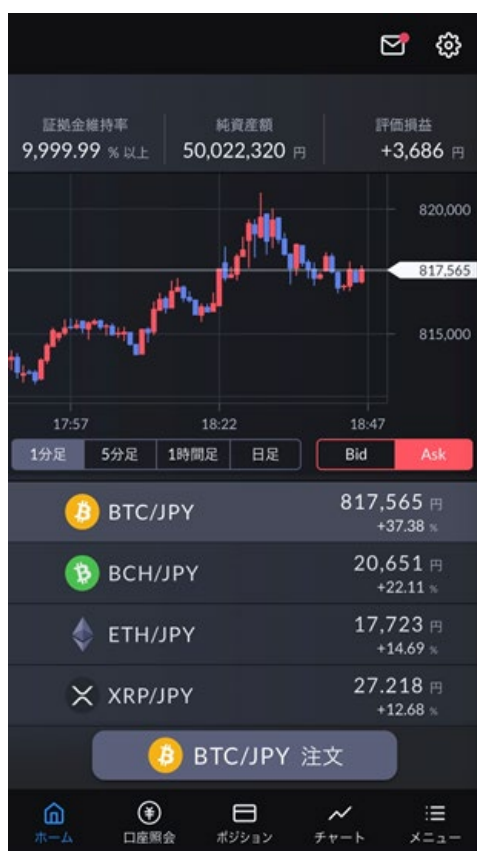 証拠金維持率 純資産額 評価損益
9,999.99 % 以上 50,022,320 円 +3,686 円
820,000
817,565
815,000
17:57 18:22 18:47
1分足 5分足 1時間足 日足 Bid Ask
BTC/JPY 817,565 円
+37.38 %
BCH/JPY 20,651 円
+22.11 %
ETH/JPY 17,723 円
+14.69 %
XRP/JPY 27.218 円
+12.68 %
BTC/JPY 注文
ホーム 口座照会 ポジション チャート メニュー